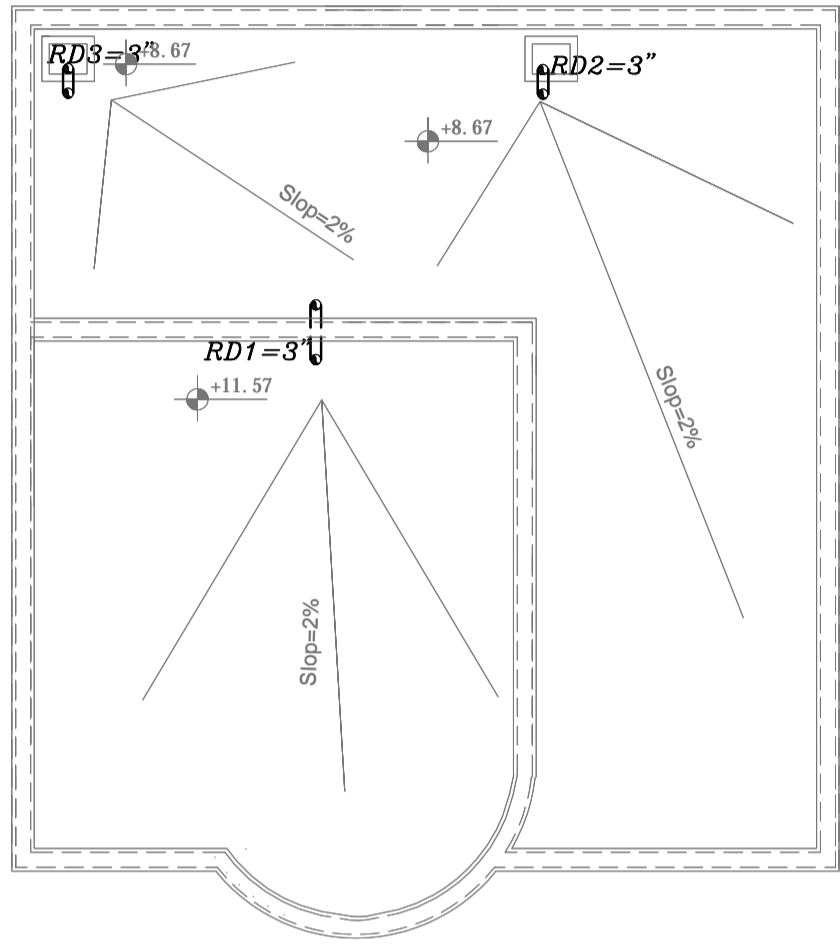 RD3=3"
+8.67
RD2=3"
+8.67
Slop=2%
RD1=3"
+11.57
Slop=2%
Slop=2%